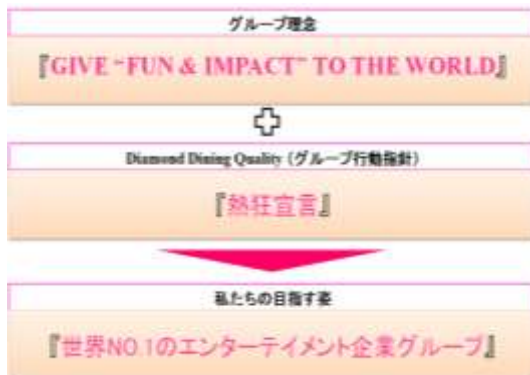 グループ理念
『GIVE “FUN & IMPACT” TO THE WORLD』
Diamond Dining Quality（グループ行動指針）
『熱狂宣言』
私たちの目指す姿
『世界NO.1のエンターテイメント企業グループ』